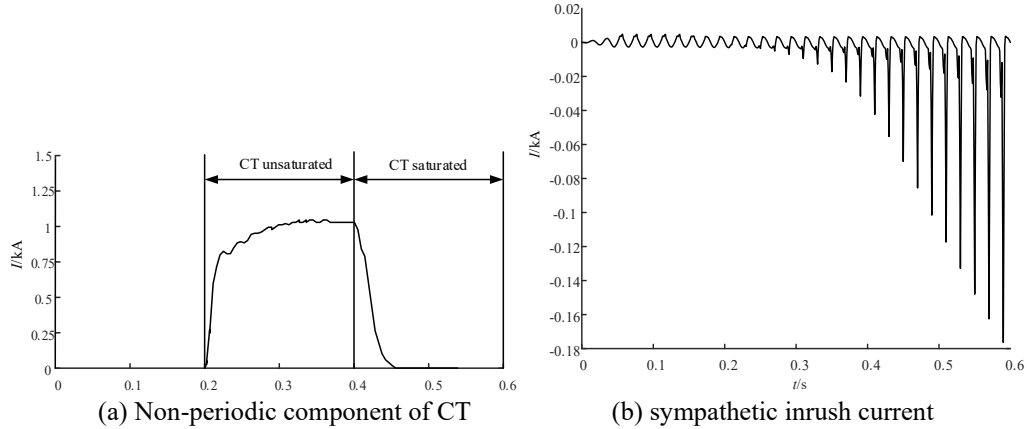 1.5
1.25
1
0.75
0.5
0.25
0
I/kA
CT unsaturated
CT saturated
0 0.1 0.2 0.3 0.4 0.5 0.6
(a) Non-periodic component of CT
0.02
0
-0.02
-0.04
-0.06
-0.08
-0.1
-0.12
-0.14
-0.16
-0.18
I/kA
0 0.1 0.2 0.3 0.4 0.5 0.6
t/s
(b) sympathetic inrush current